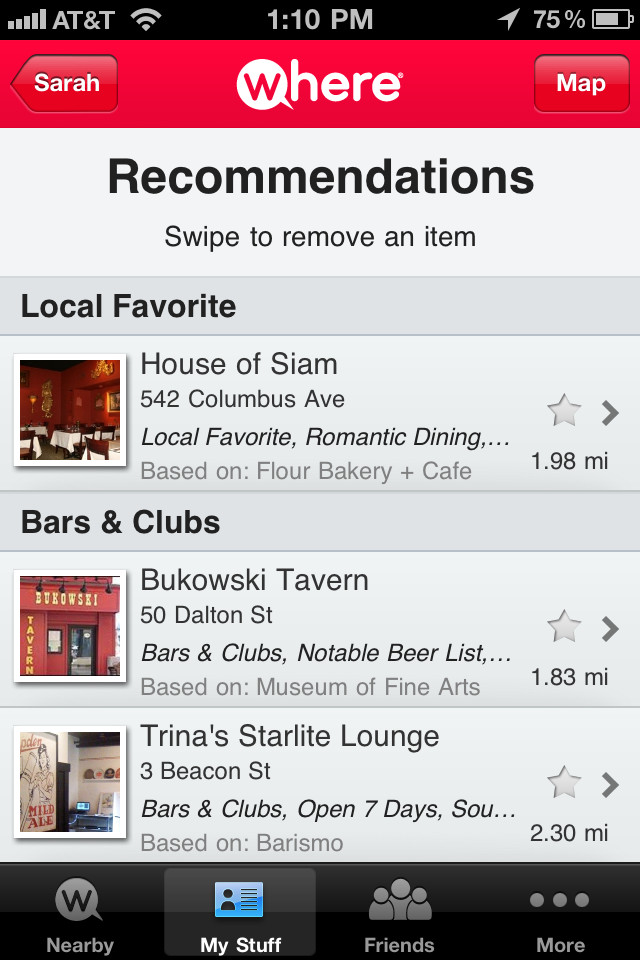 AT&T 1:10 PM 75%
Sarah where® Map
Recommendations
Swipe to remove an item
Local Favorite
House of Siam
542 Columbus Ave
Local Favorite, Romantic Dining,...
1.98 mi
Based on: Flour Bakery + Cafe
Bars & Clubs
BUKOWSKI
TAVERN
Bukowski Tavern
50 Dalton St
Bars & Clubs, Notable Beer List,...
1.83 mi
Based on: Museum of Fine Arts
MILD
ALE
Trina's Starlite Lounge
3 Beacon St
Bars & Clubs, Open 7 Days, Sou...
2.30 mi
Based on: Barismo
Nearby My Stuff Friends More